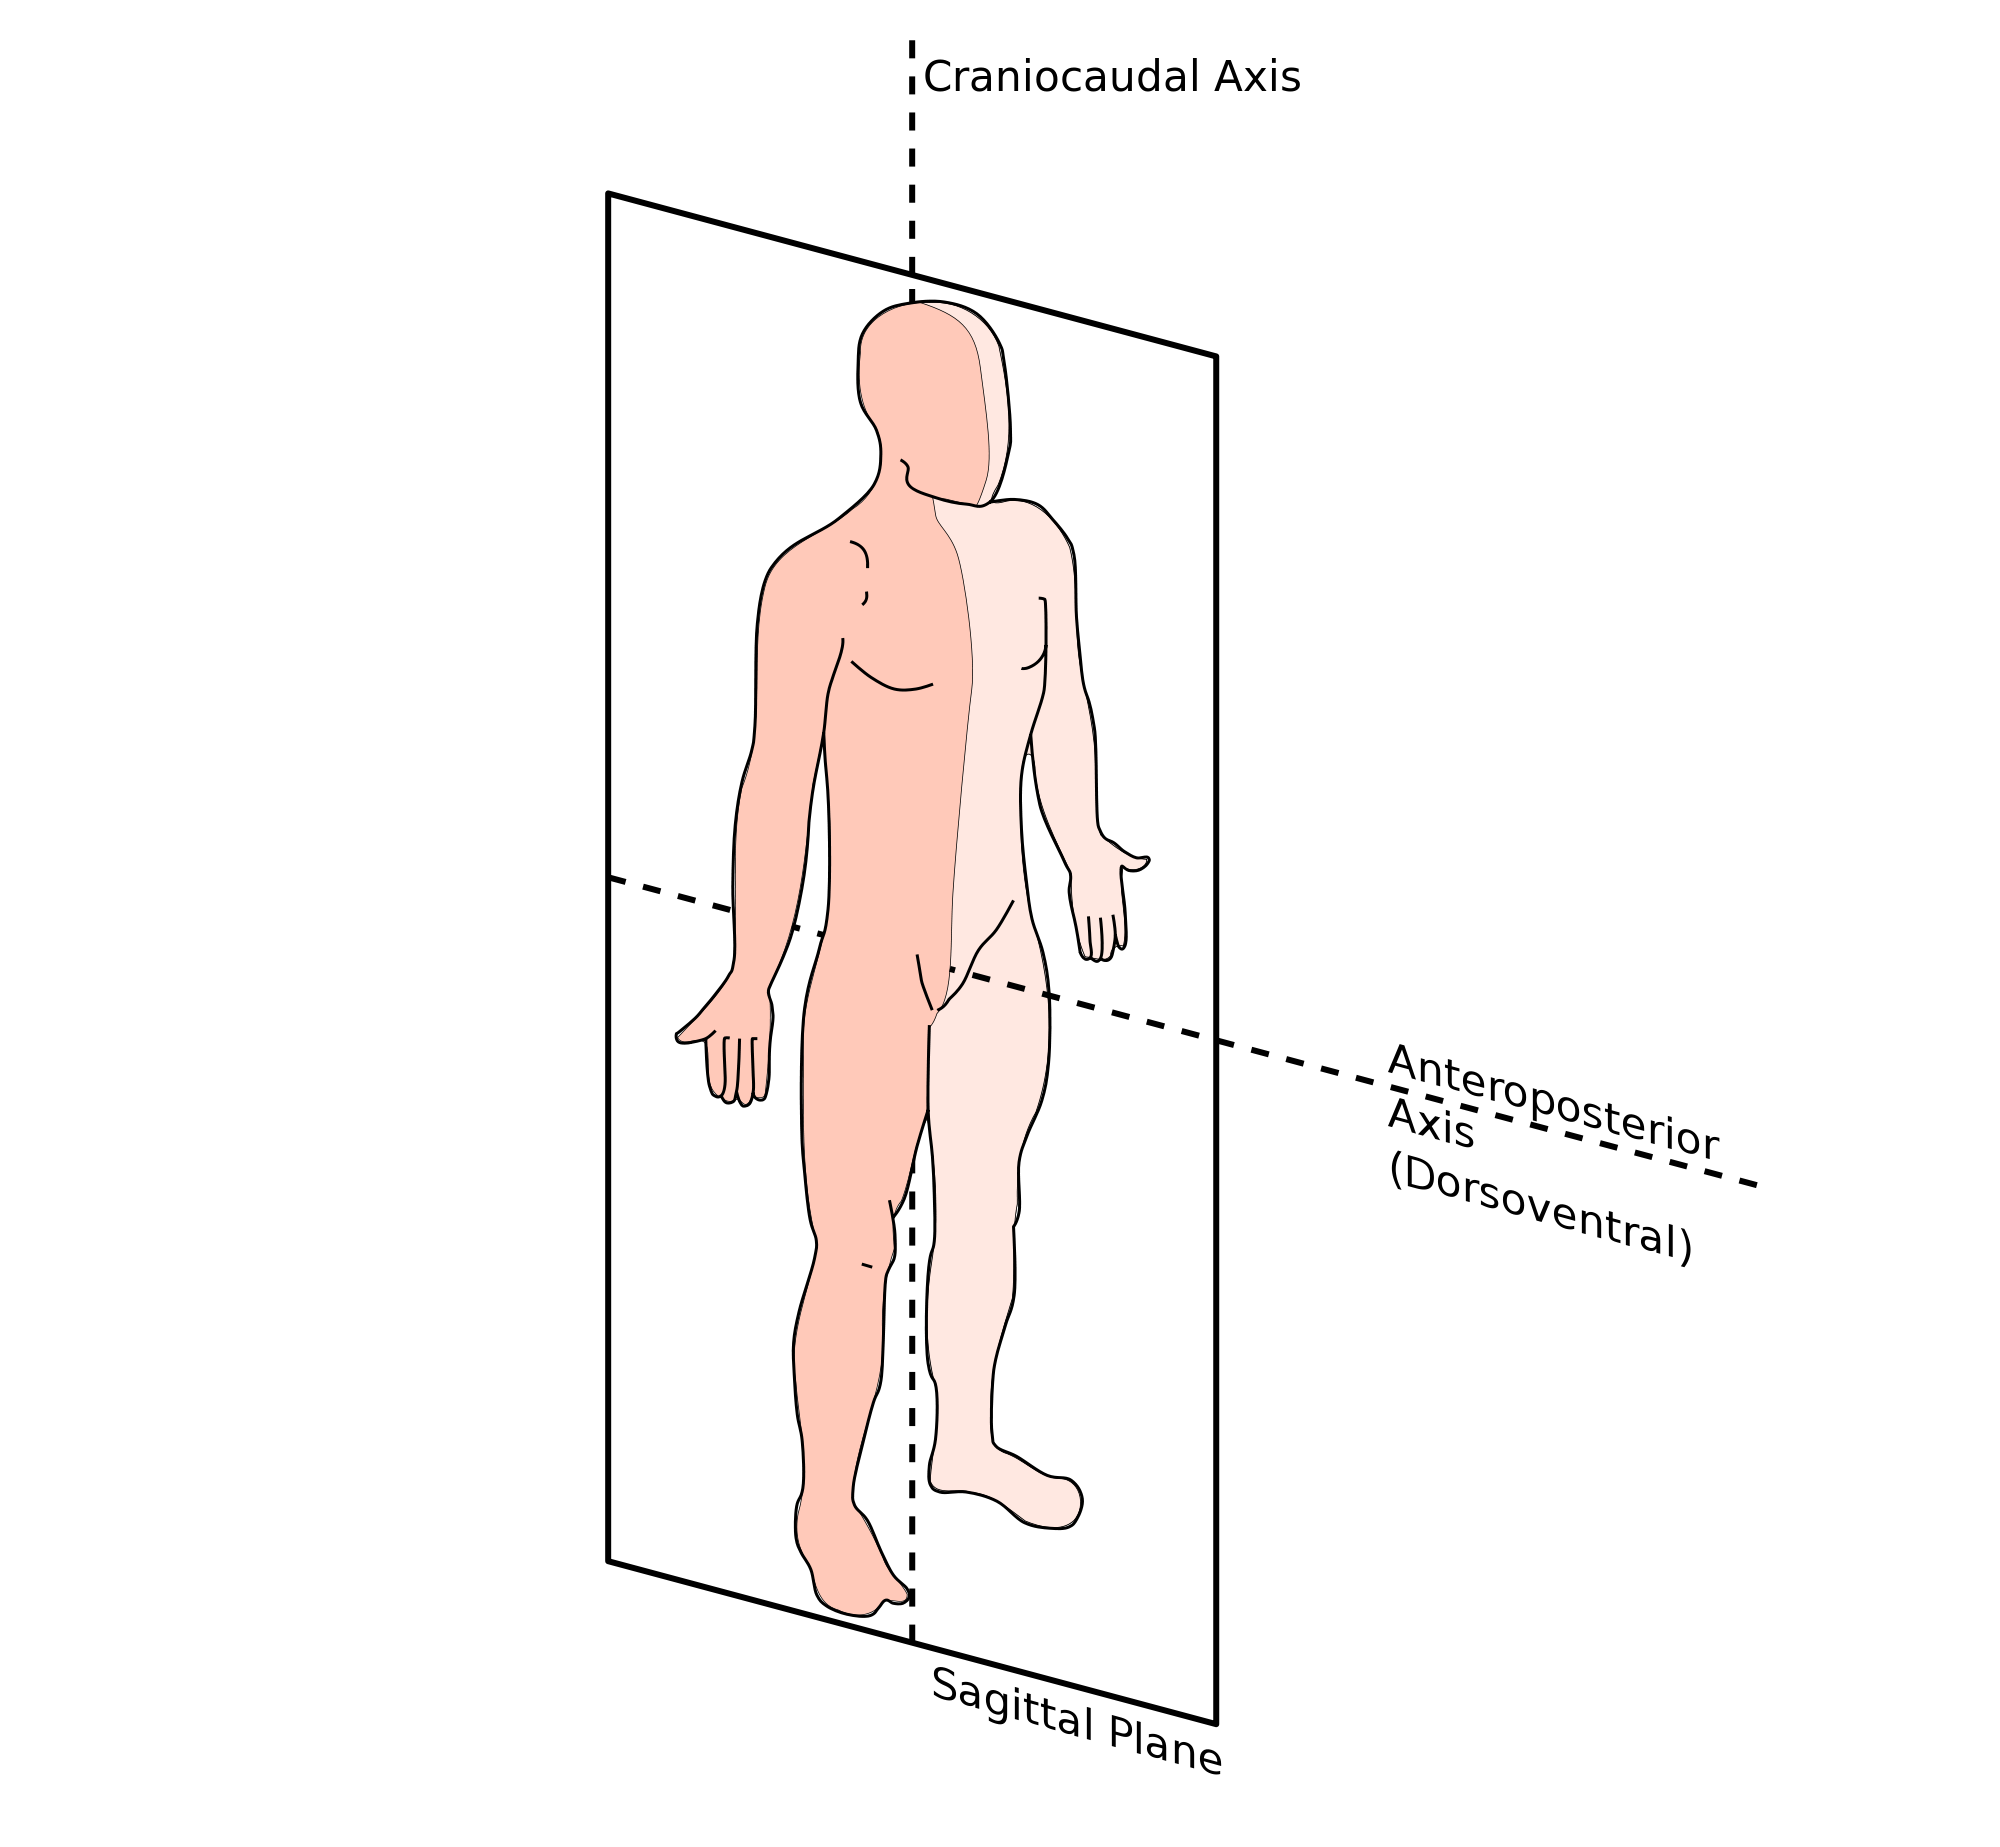 Craniocaudal Axis
Anteroposterior
Axis
(Dorsoventral)
Sagittal Plane